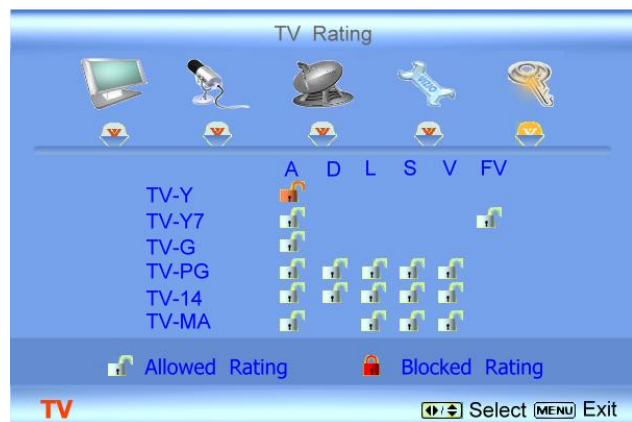 TV Rating
VIZIO
A D L S V FV
TV-Y
TV-Y7
TV-G
TV-PG
TV-14
TV-MA
Allowed Rating Blocked Rating
TV Select MENU Exit